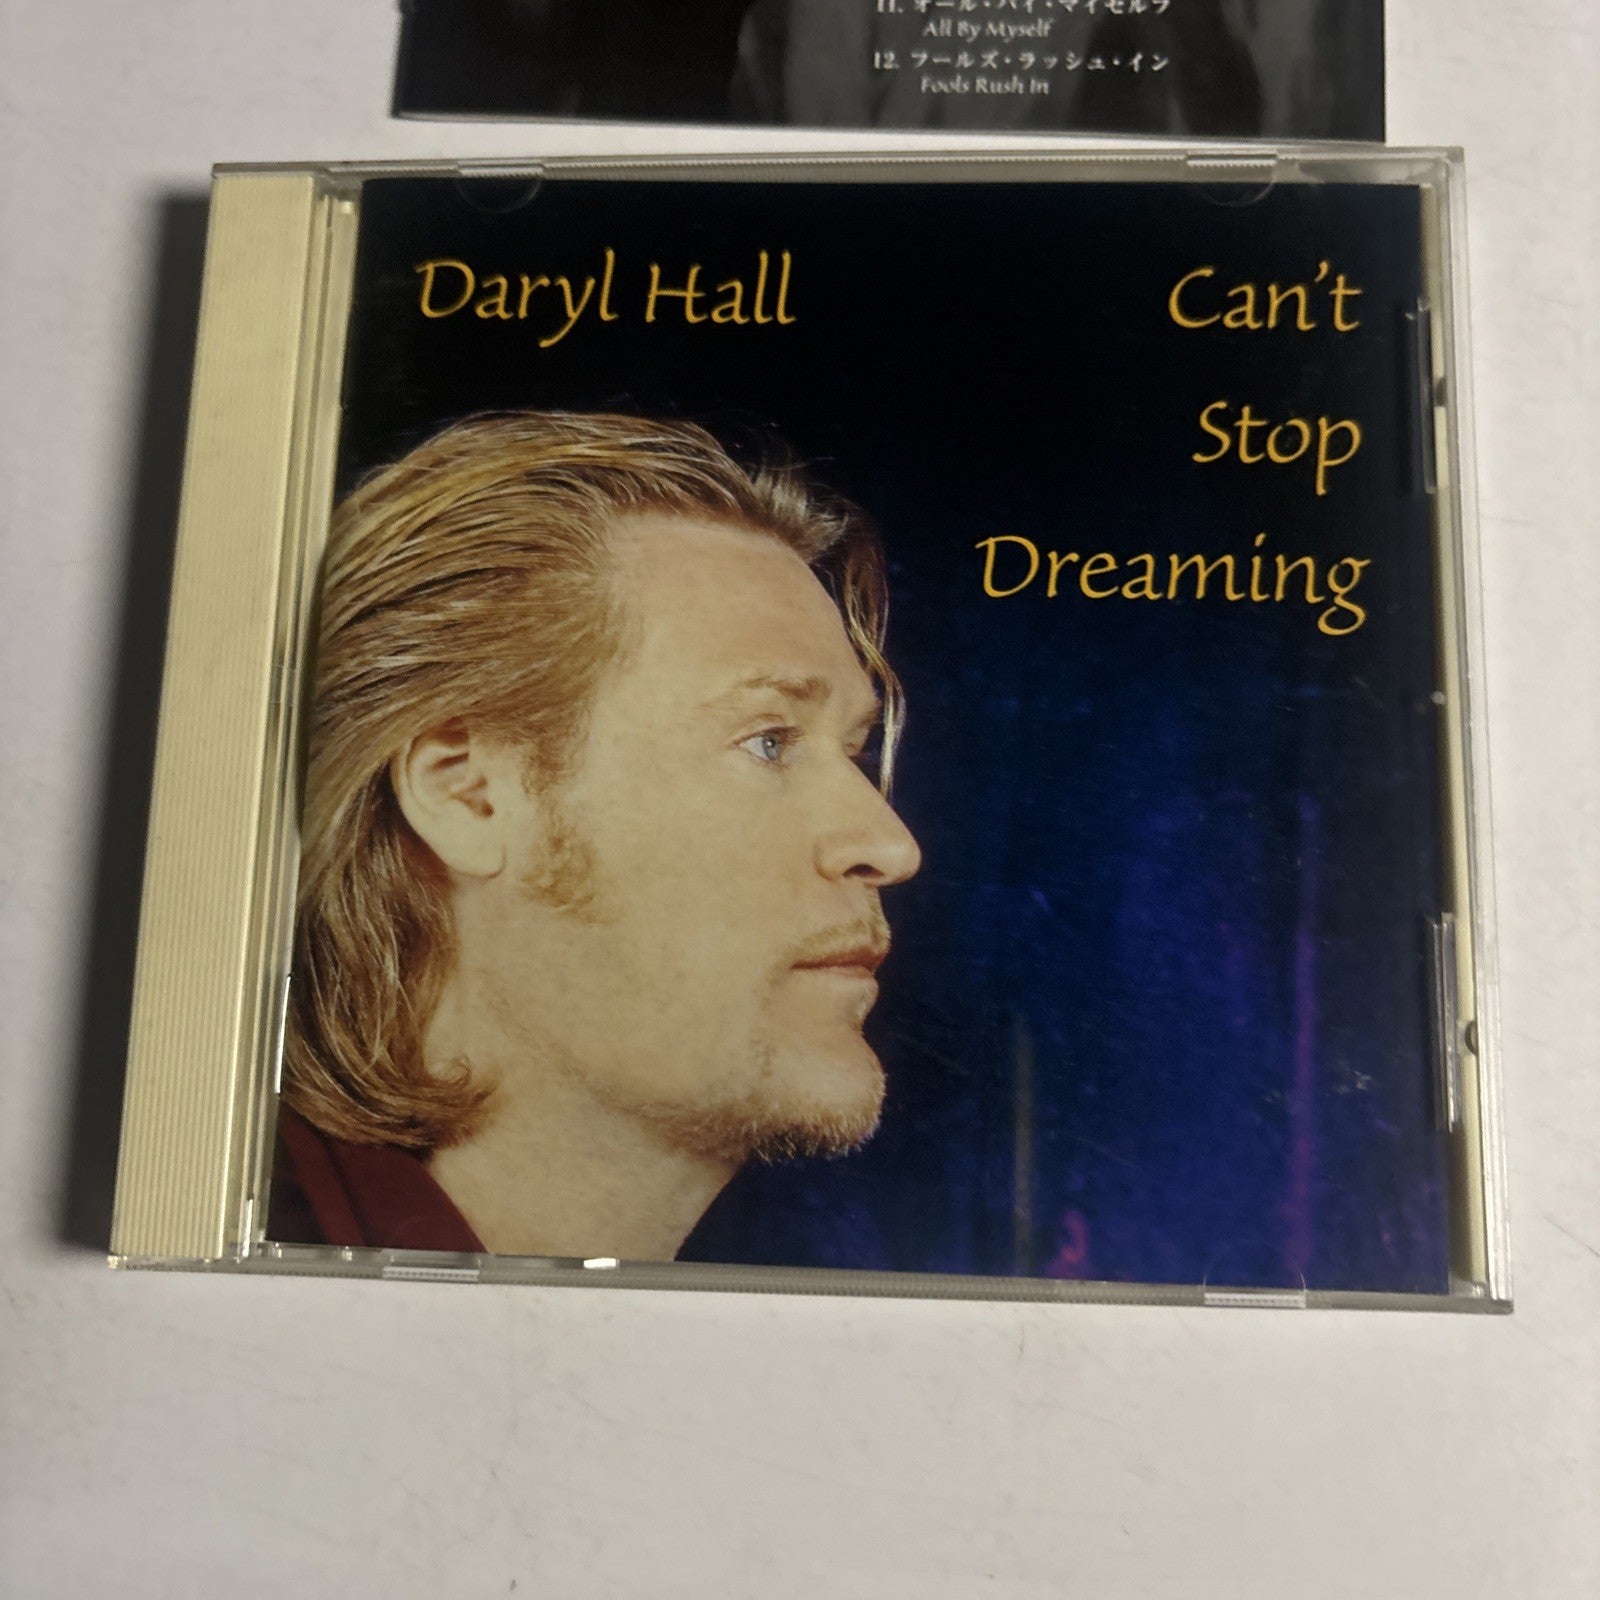 11. オール・バイ・マイセルフ
All By Myself
12. フールズ・ラッシュ・イン
Fools Rush In
Daryl Hall
Can't
Stop
Dreaming